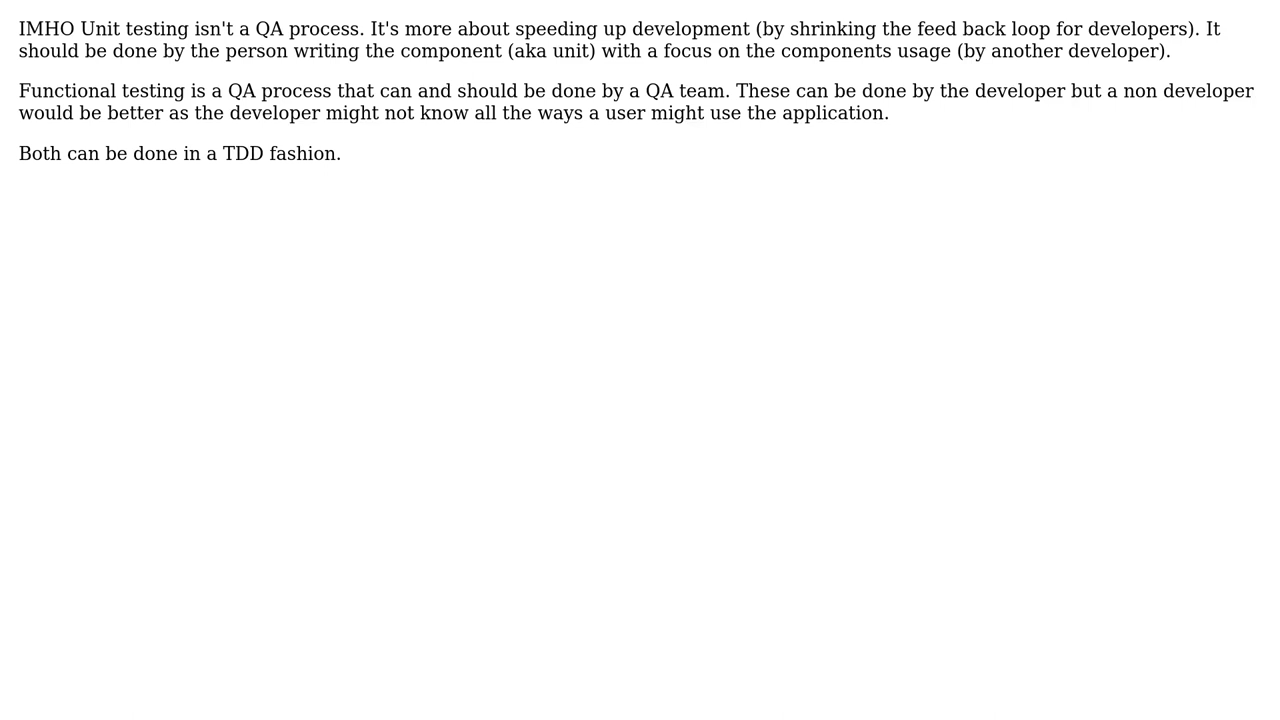 IMHO Unit testing isn't a QA process. It's more about speeding up development (by shrinking the feed back loop for developers). It
should be done by the person writing the component (aka unit) with a focus on the components usage (by another developer).
Functional testing is a QA process that can and should be done by a QA team. These can be done by the developer but a non developer
would be better as the developer might not know all the ways a user might use the application.
Both can be done in a TDD fashion.